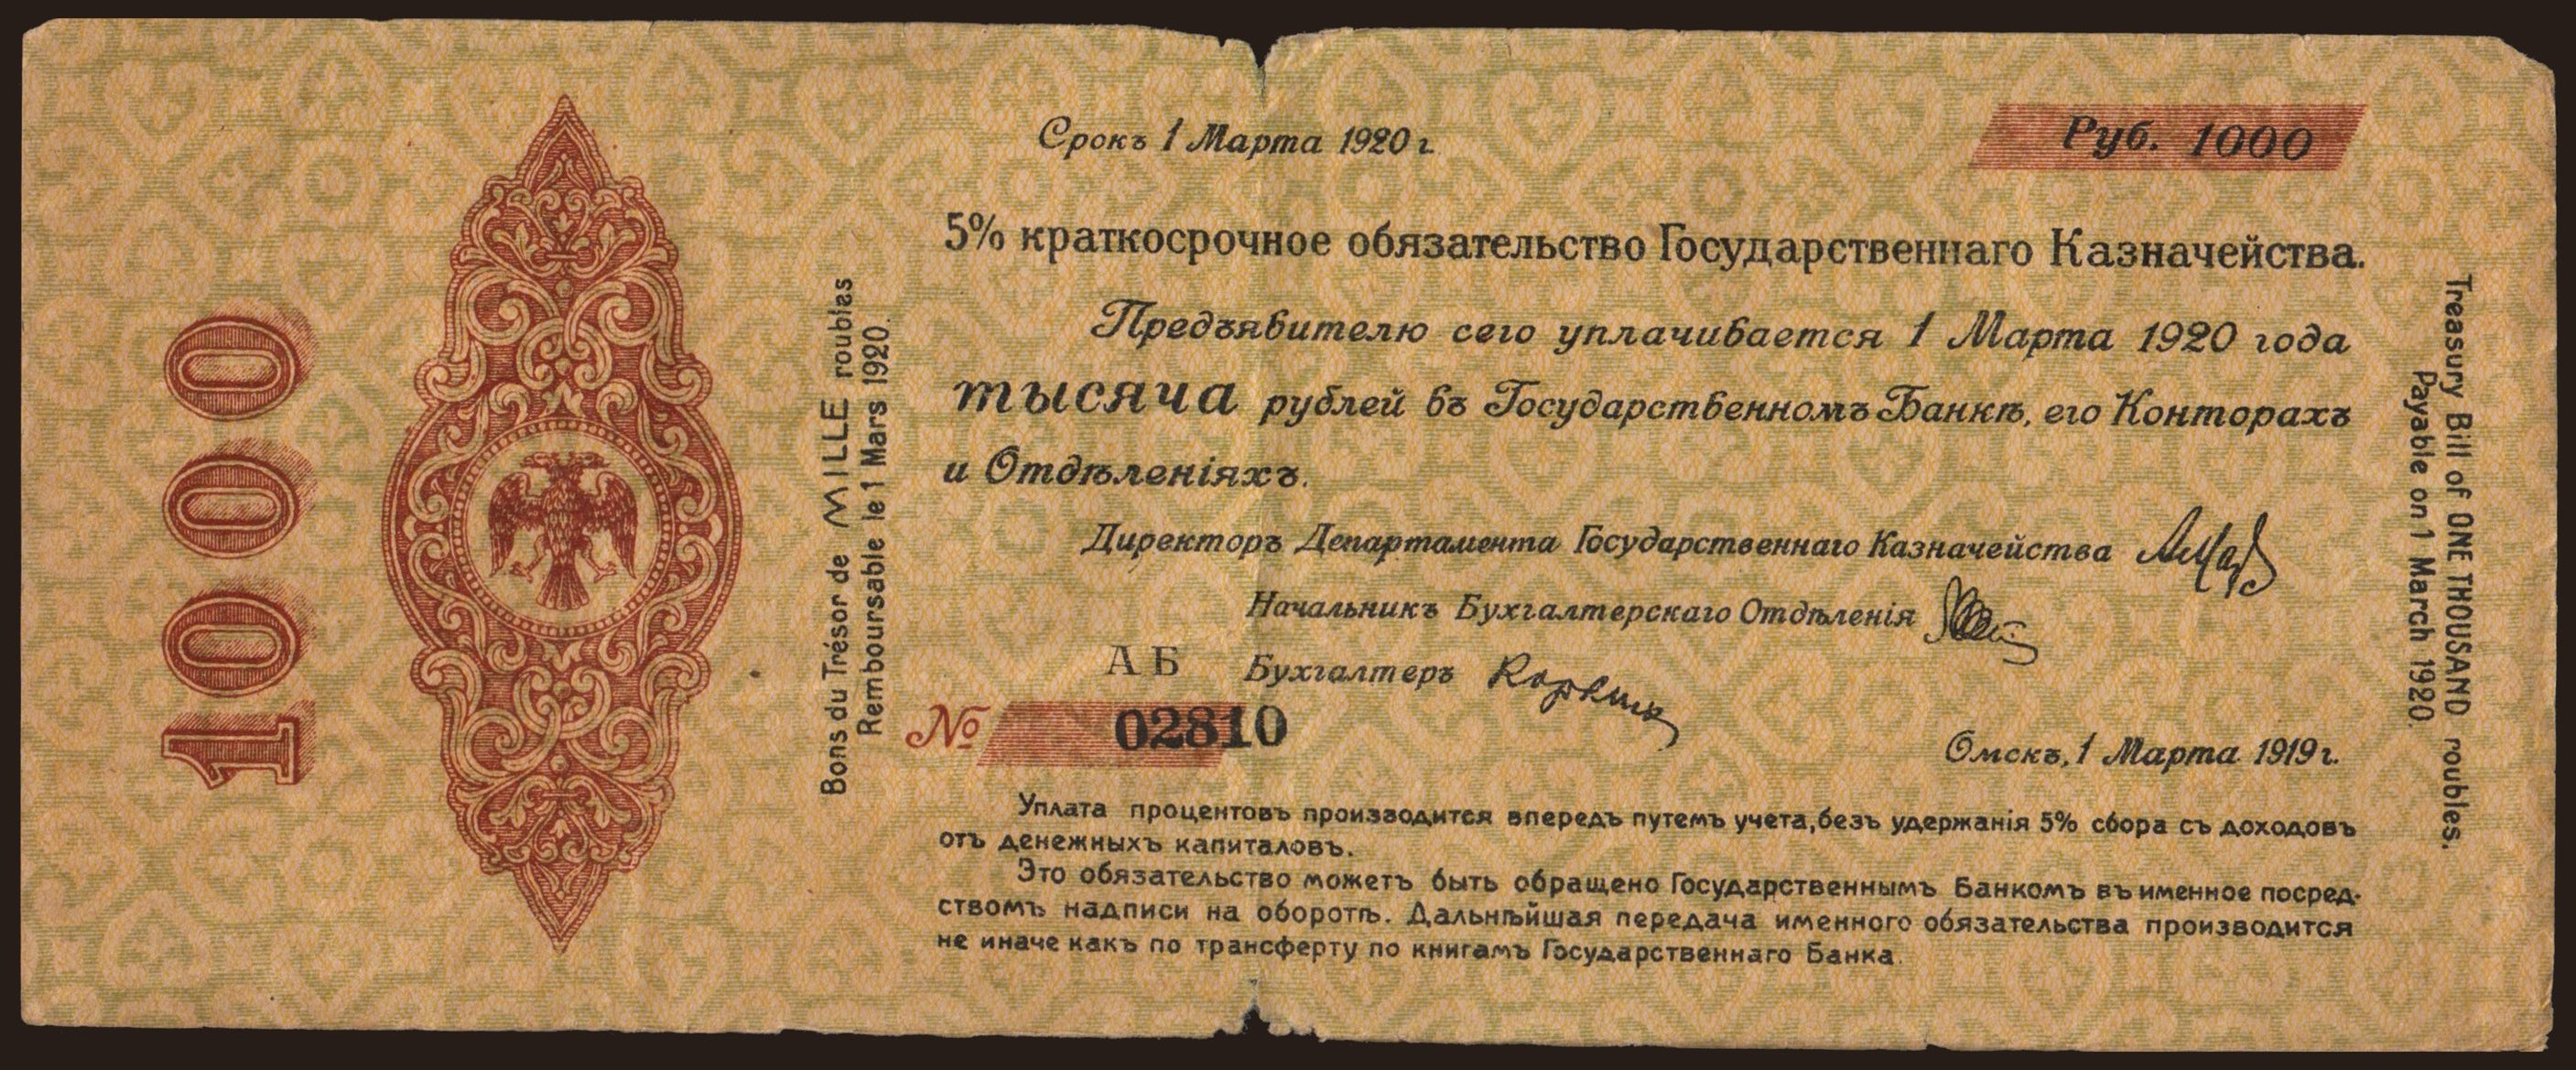 1000
Bons du Trésor de MILLE roubles
Remboursable le 1 Mars 1920.
Срокъ 1 Марта 1920 г.
Руб. 1000
5% краткосрочное обязательство Государственнаго Казначейства.
Предъявителю сего уплачивается 1 Марта 1920 года
тысяча рублей въ Государственномъ Банкѣ, его Конторахъ
и Отдѣленіяхъ.
Директоръ Департамента Государственнаго Казначейства
Начальникъ Бухгалтерскаго Отдѣленія
АБ Бухгалтеръ
№ 02810
Омскъ, 1 Марта 1919 г.
Уплата процентовъ производится впередъ путемъ учета, безъ удержанія 5% сбора съ доходовъ
отъ денежныхъ капиталовъ.
Это обязательство можетъ быть обращено Государственнымъ Банкомъ въ именное посред-
ствомъ надписи на оборотѣ. Дальнѣйшая передача именного обязательства производится
не иначе какъ по трансферту по книгамъ Государственнаго Банка.
Treasury Bill of ONE THOUSAND roubles.
Payable on 1 March 1920.